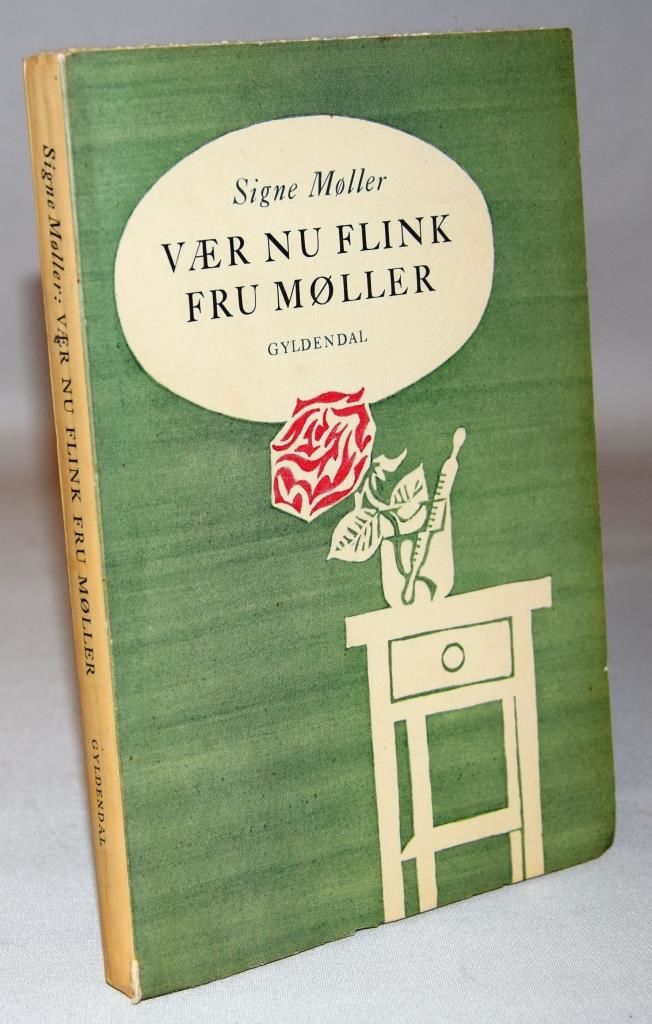 Signe Møller
VÆR NU FLINK
FRU MØLLER
GYLDENDAL
Signe Møller: VÆR NU FLINK FRU MØLLER
GYLDENDAL